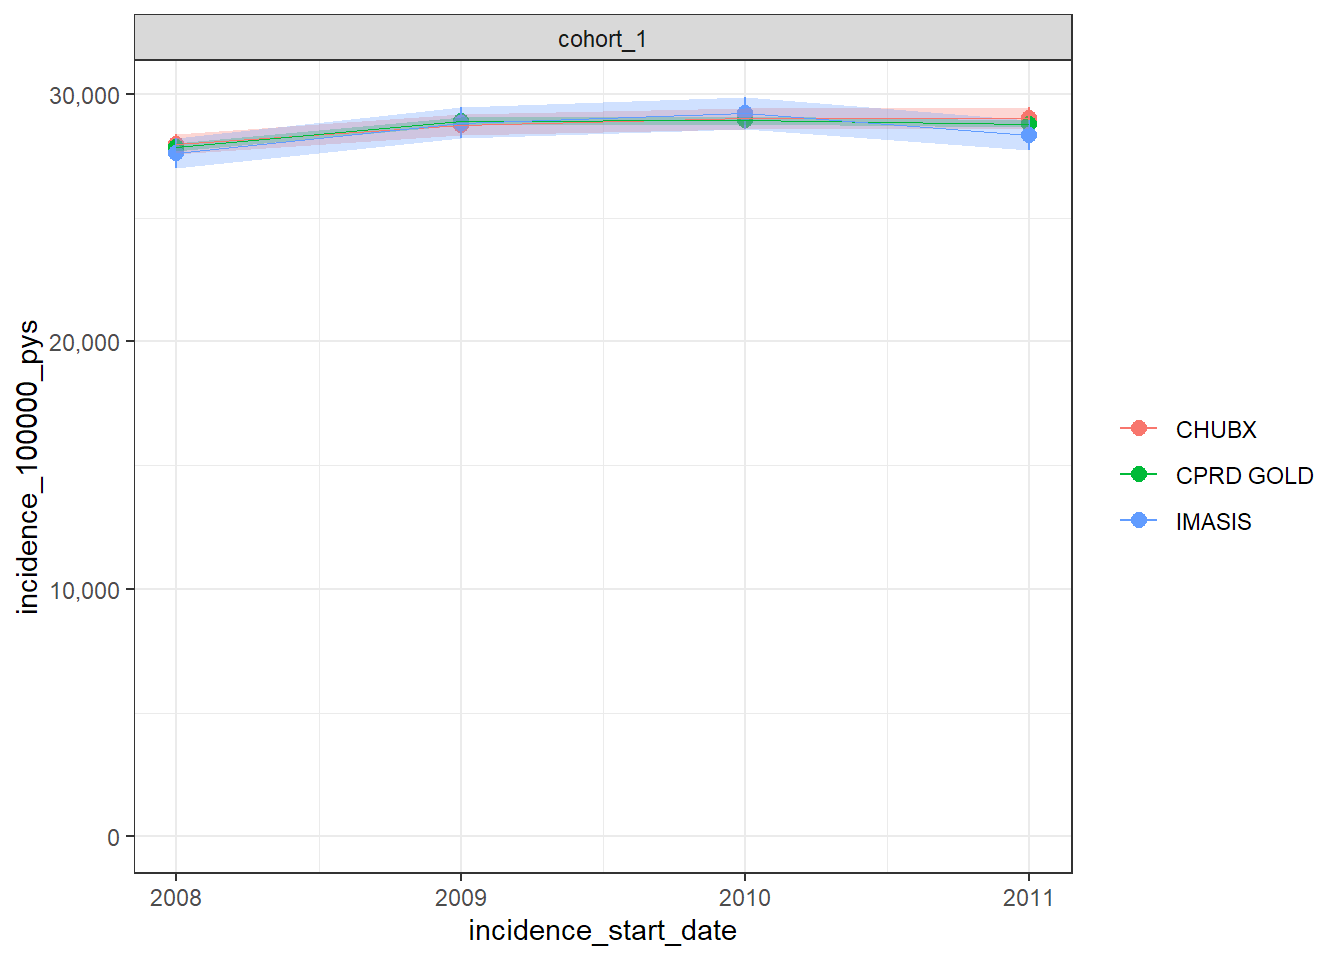 cohort_1
30,000
20,000
10,000
0
incidence_100000_pys
2008 2009 2010 2011
incidence_start_date
CHUBX
CPRD GOLD
IMASIS